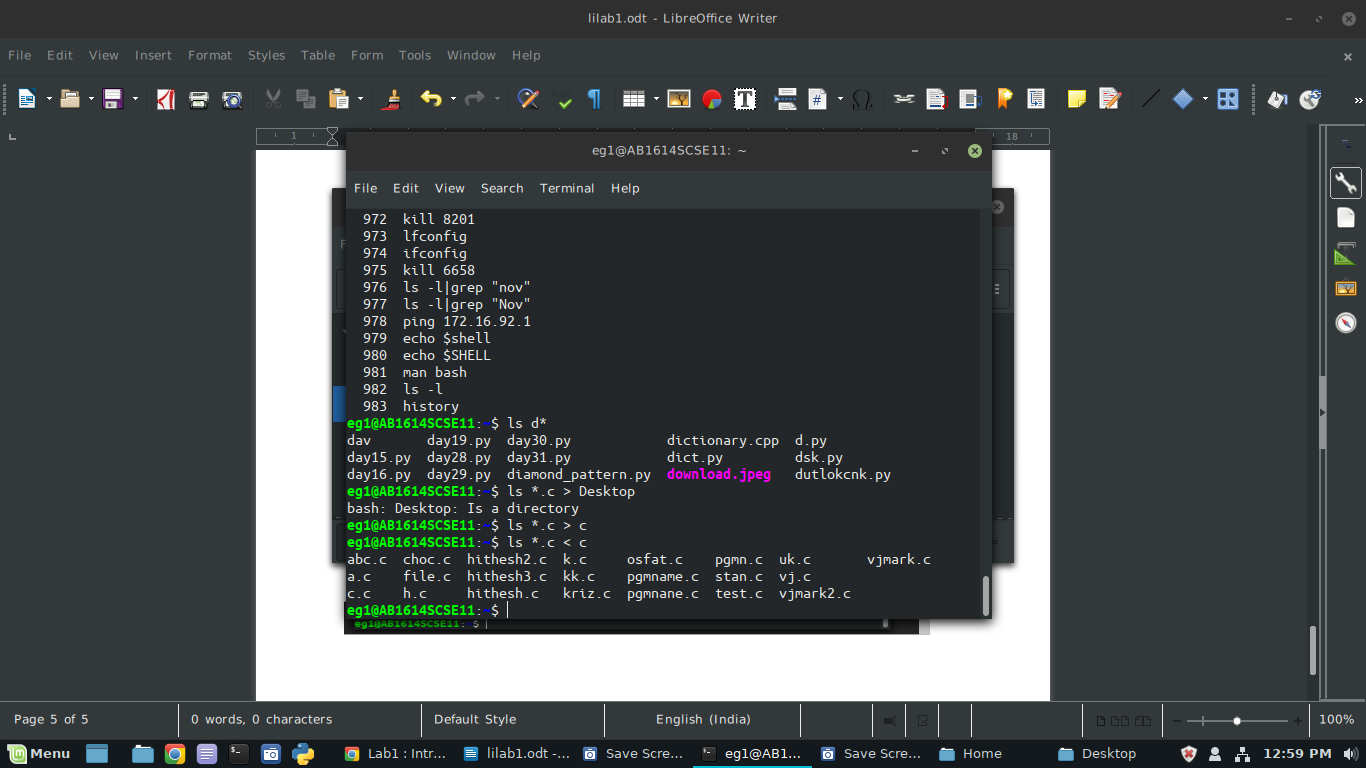 lilab1.odt - LibreOffice Writer
File Edit View Insert Format Styles Table Form Tools Window Help
1 18
eg1@AB1614SCSE11: ~
File Edit View Search Terminal Help
972 kill 8201
973 lfconfig
974 ifconfig
975 kill 6658
976 ls -l|grep "nov"
977 ls -l|grep "Nov"
978 ping 172.16.92.1
979 echo $shell
980 echo $SHELL
981 man bash
982 ls -l
983 history
eg1@AB1614SCSE11:~$ ls d*
dav day19.py day30.py dictionary.cpp d.py
day15.py day28.py day31.py dict.py dsk.py
day16.py day29.py diamond_pattern.py download.jpeg dutlokcnk.py
eg1@AB1614SCSE11:~$ ls *.c > Desktop
bash: Desktop: Is a directory
eg1@AB1614SCSE11:~$ ls *.c > c
eg1@AB1614SCSE11:~$ ls *.c < c
abc.c choc.c hithesh2.c k.c osfat.c pgmn.c uk.c vjmark.c
a.c file.c hithesh3.c kk.c pgmname.c stan.c vj.c
c.c h.c hithesh.c kriz.c pgmnane.c test.c vjmark2.c
eg1@AB1614SCSE11:~$
eg1@AB1614SCSE11:~$
Page 5 of 5 0 words, 0 characters Default Style English (India) 100%
Menu Lab1 : Intr... lilab1.odt -... Save Scre... eg1@AB1... Save Scre... Home Desktop 12:59 PM